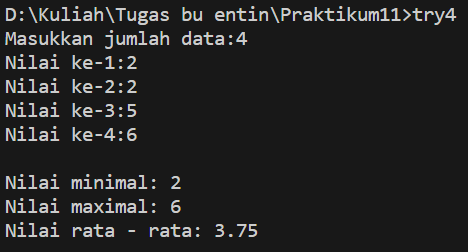 D:\Kuliah\Tugas bu entin\Praktikum11>try4
Masukkan jumlah data:4
Nilai ke-1:2
Nilai ke-2:2
Nilai ke-3:5
Nilai ke-4:6
Nilai minimal: 2
Nilai maximal: 6
Nilai rata - rata: 3.75